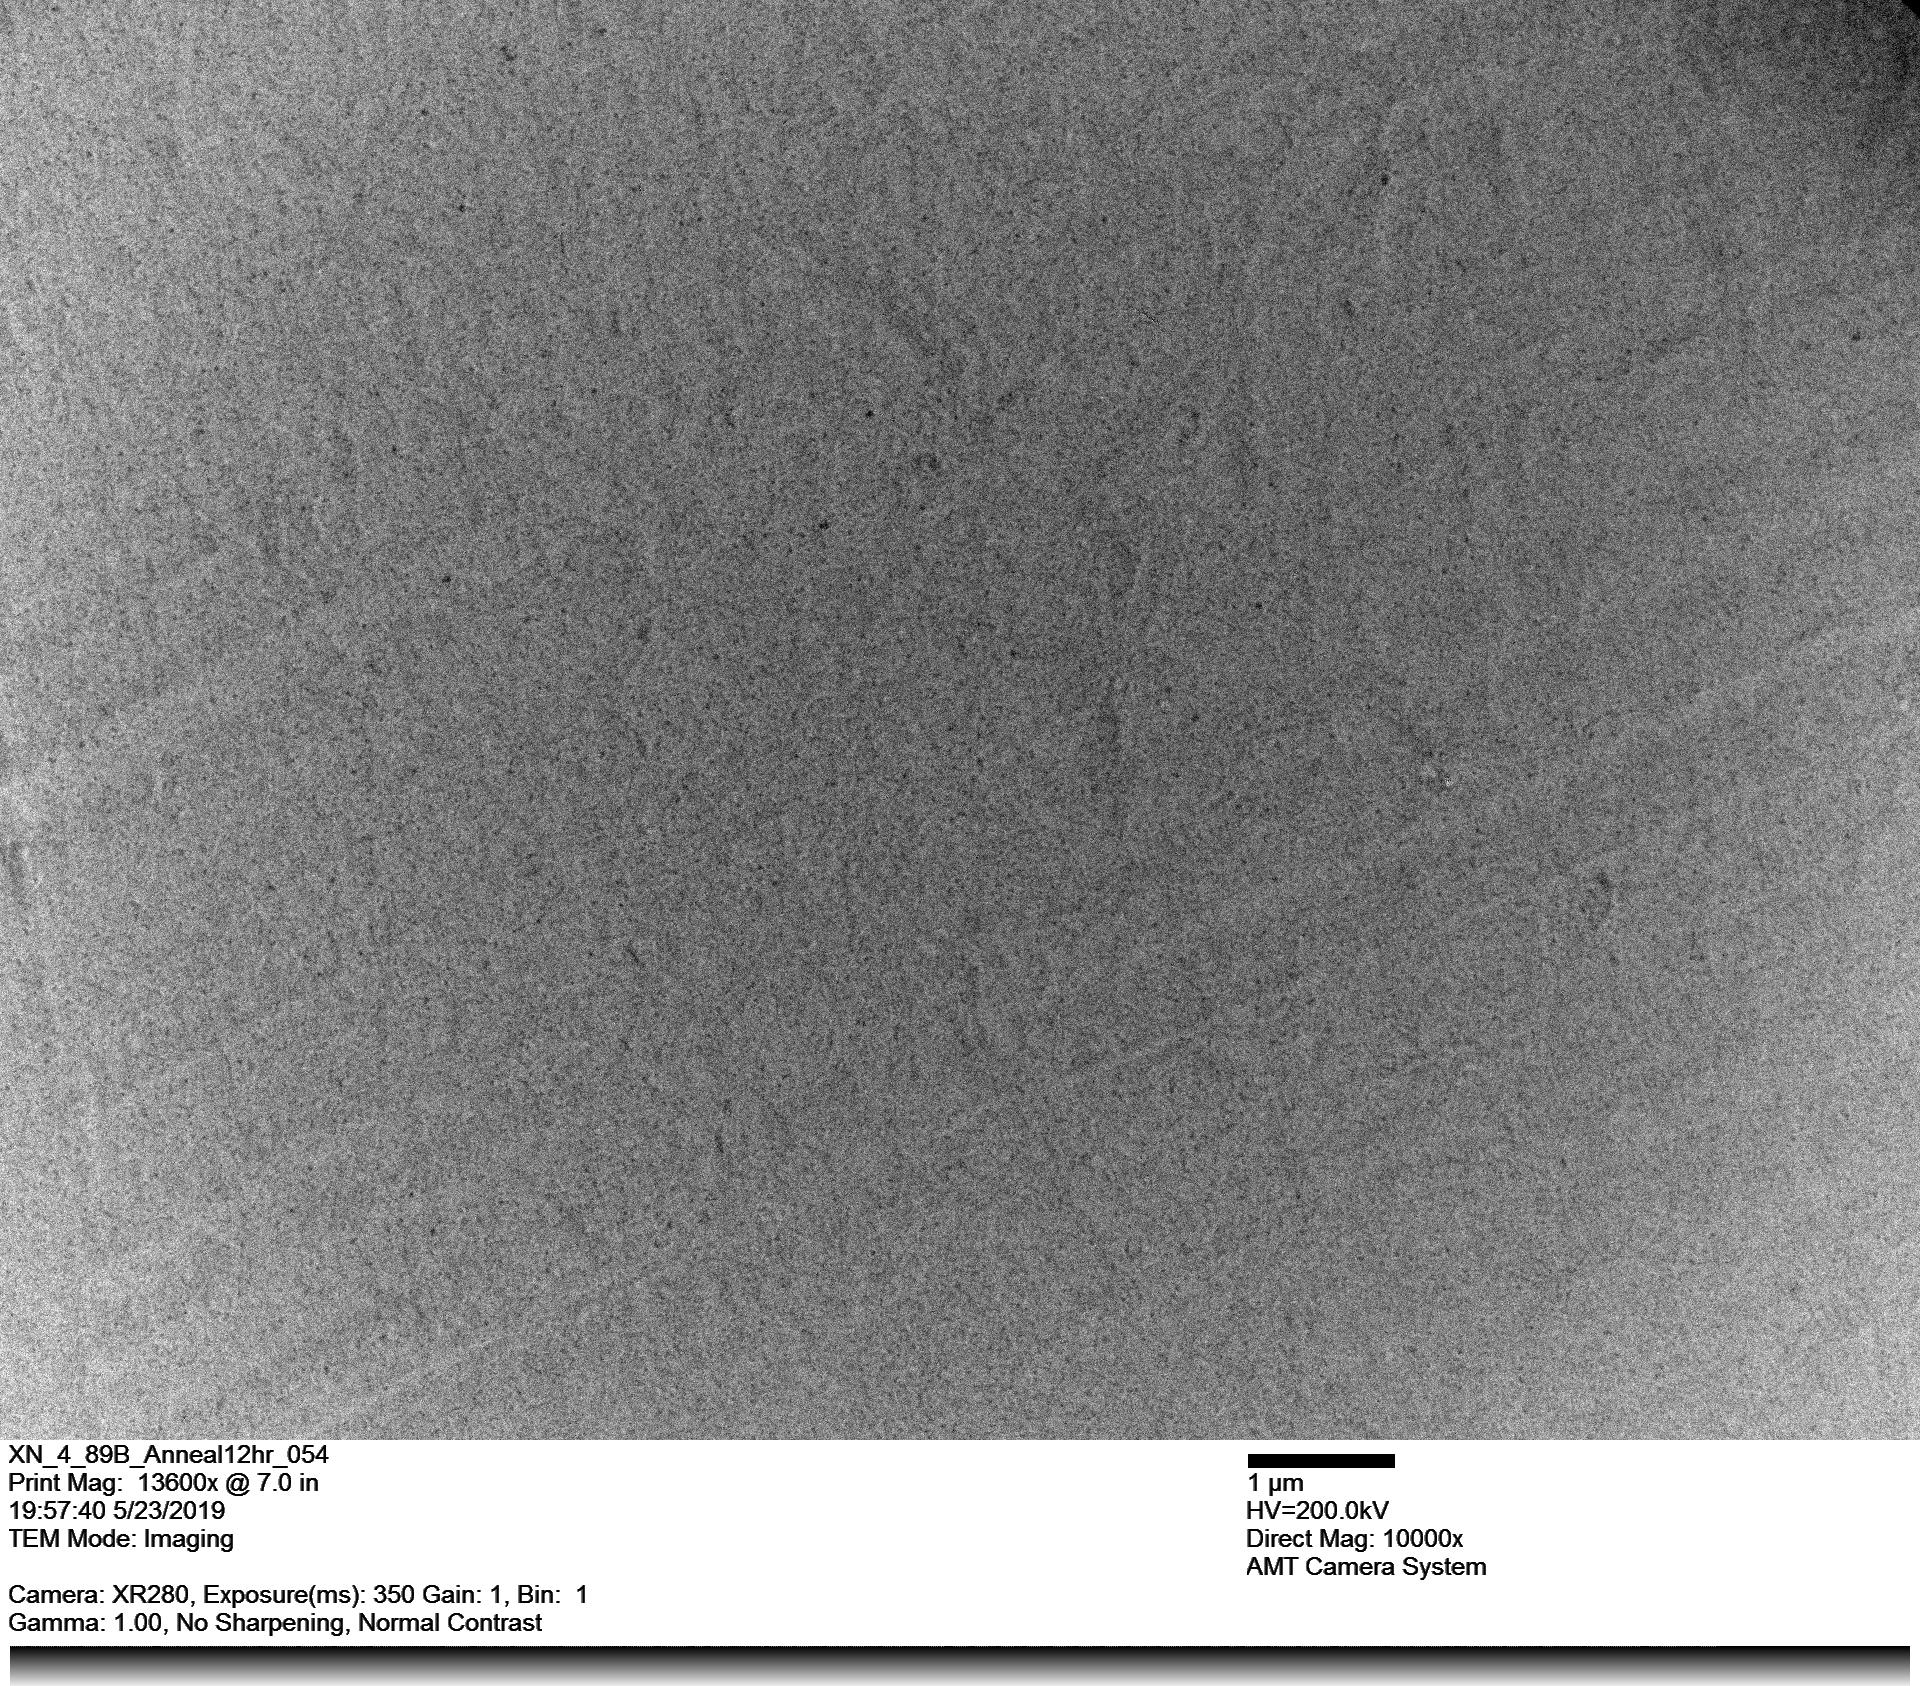 XN_4_89B_Anneal12hr_054
Print Mag:  13600x @ 7.0 in
19:57:40 5/23/2019
TEM Mode: Imaging
Camera: XR280, Exposure(ms): 350 Gain: 1, Bin:  1
Gamma: 1.00, No Sharpening, Normal Contrast
1 µm
HV=200.0kV
Direct Mag: 10000x
AMT Camera System